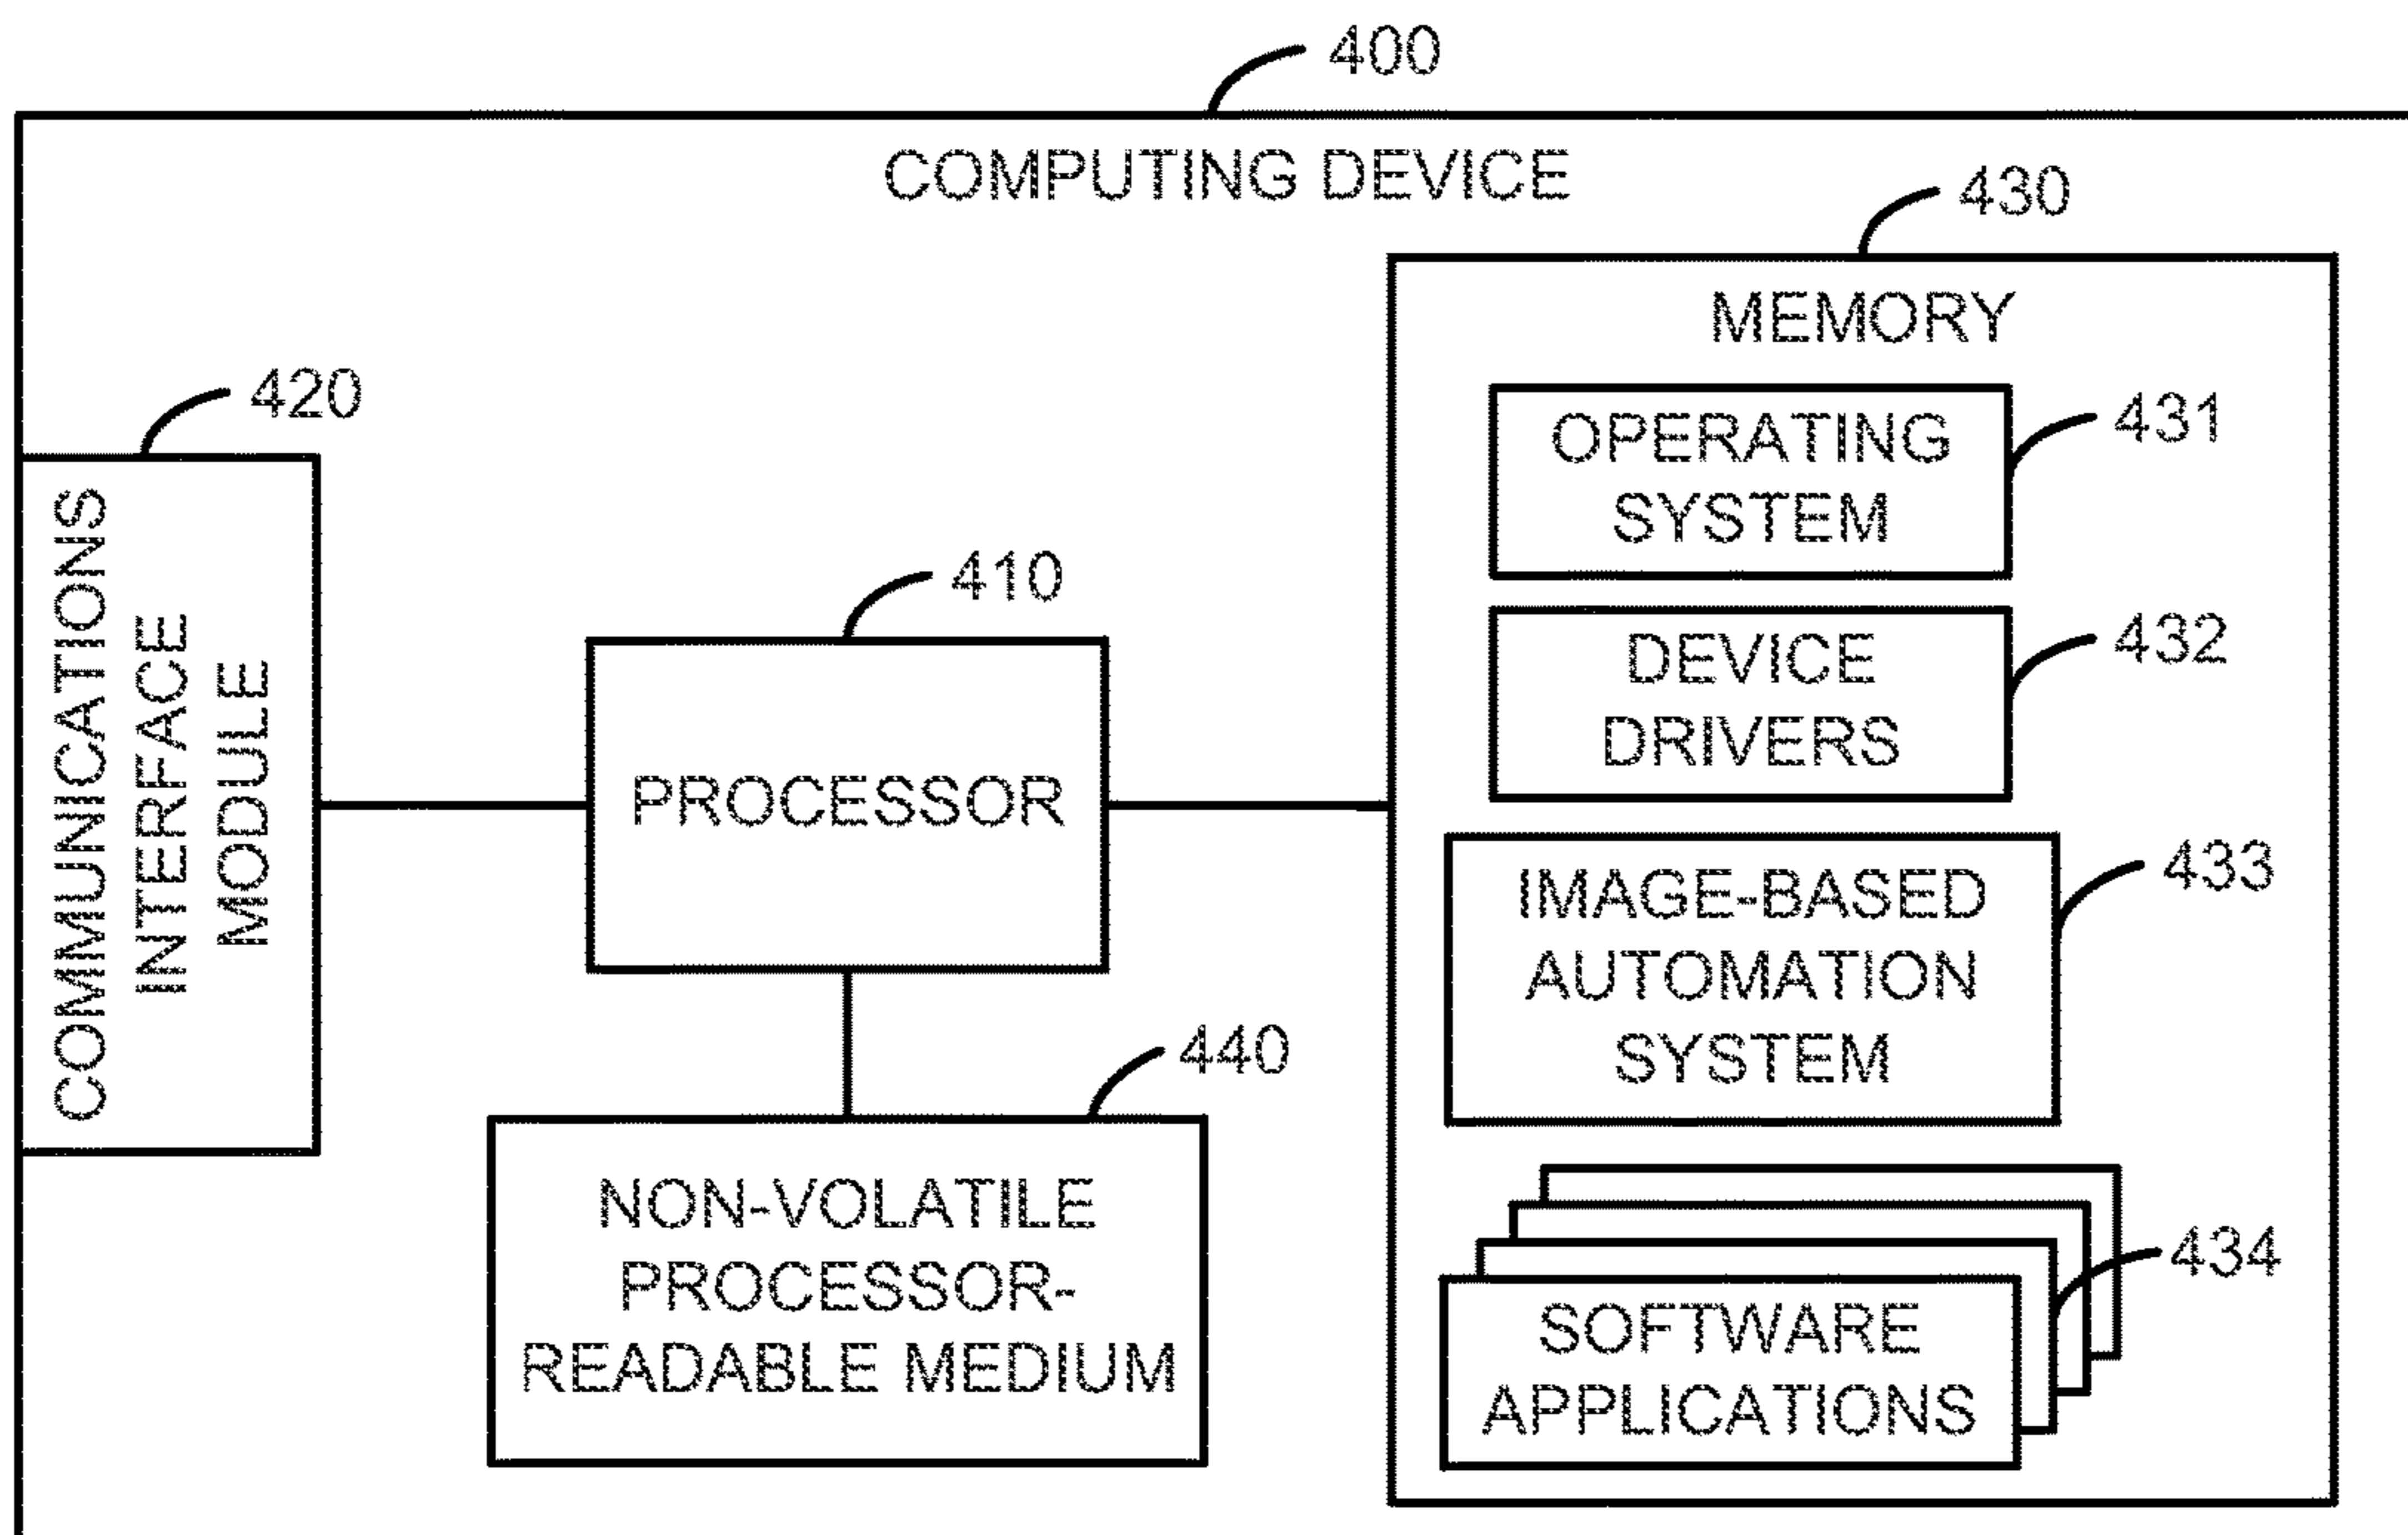 400
COMPUTING DEVICE
430
MEMORY
420
COMMUNICATIONS
INTERFACE
MODULE
410
PROCESSOR
440
NON-VOLATILE
PROCESSOR-
READABLE MEDIUM
OPERATING
SYSTEM
431
DEVICE
DRIVERS
432
IMAGE-BASED
AUTOMATION
SYSTEM
433
SOFTWARE
APPLICATIONS
434